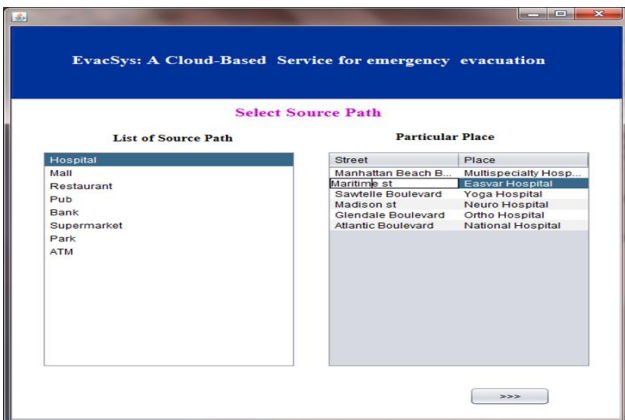 EvacSys: A Cloud-Based Service for emergency evacuation
Select Source Path
List of Source Path
Hospital
Mall
Restaurant
Pub
Bank
Supermarket
Park
ATM
Particular Place
Street Place
Manhattan Beach B... Multispecialty Hosp...
Maritime st Easvar Hospital
Sawtelle Boulevard Yoga Hospital
Madison st Neuro Hospital
Glendale Boulevard Ortho Hospital
Atlantic Boulevard National Hospital
>>>